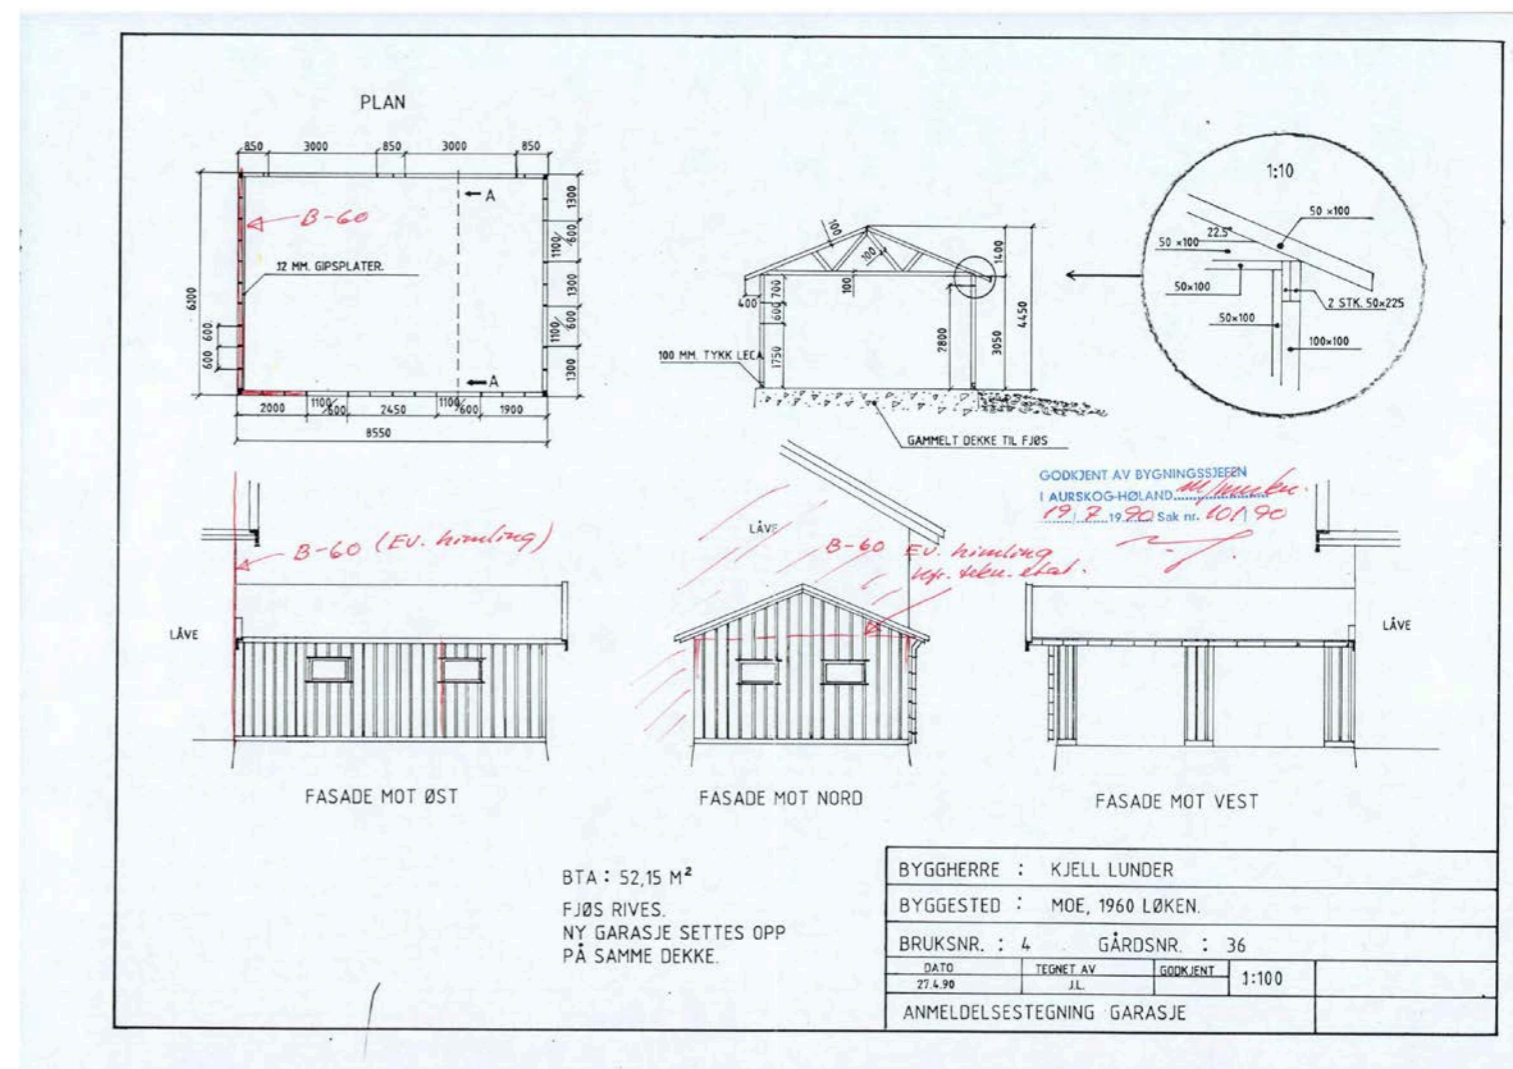 PLAN
850 3000 850 3000 850
A
B-60
12 MM. GIPSPLATER.
6200
600
600
1300
1100/600
1300
1100/600
1300
A
2000 1100/600 2450 1100/600 1900
8550
100
100
100
1400
400
700
600
1750
2800
3050
4450
100 MM. TYKK LECA
GAMMELT DEKKE TIL FJØS
1:10
50 x100
22.5°
50 x100
50x100
2 STK. 50x225
50x100
100x100
GODKJENT AV BYGNINGSSJEFEN
I AURSKOG-HØLAND
19/7 1990 Sak nr. 101/90
B-60 (EV. himling)
LÅVE
FASADE MOT ØST
LÅVE
B-60 EV. himling
FASADE MOT NORD
LÅVE
FASADE MOT VEST
BTA : 52,15 M²
FJØS RIVES.
NY GARASJE SETTES OPP
PÅ SAMME DEKKE.
BYGGHERRE : KJELL LUNDER
BYGGESTED : MOE, 1960 LØKEN.
BRUKSNR. : 4 GÅRDSNR. : 36
DATO TEGNET AV GODKJENT 1:100
27.4.90 J.L.
ANMELDELSESTEGNING GARASJE